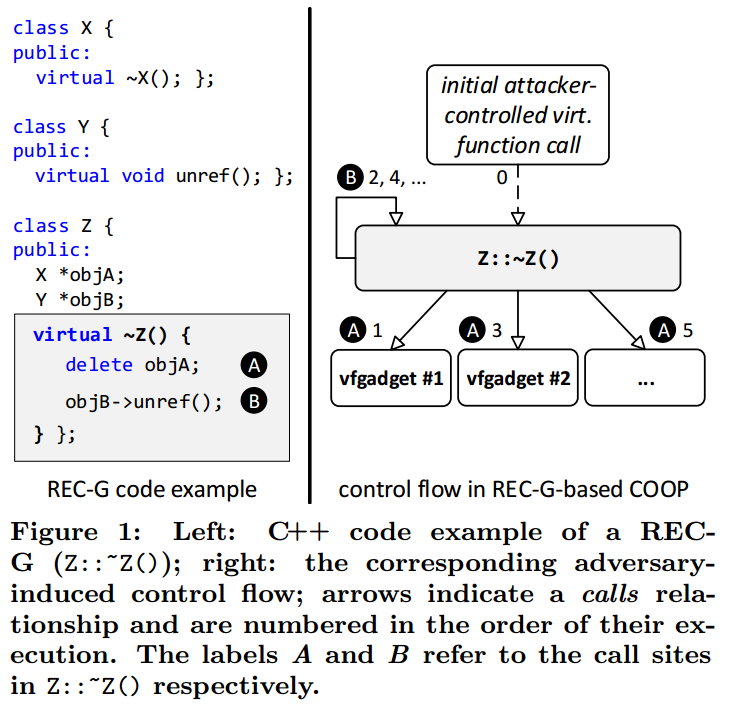 class X {
public:
virtual ~X(); };
class Y {
public:
virtual void unref(); };
class Z {
public:
X *objA;
Y *objB;
virtual ~Z() {
delete objA; A
objB->unref(); B
} };
REC-G code example
initial attacker-
controlled virt.
function call
B 2, 4, ... 0
Z::~Z()
A 1 A 3 A 5
vfgadget #1 vfgadget #2 ...
control flow in REC-G-based COOP
Figure 1: Left: C++ code example of a REC-
G (Z::~Z()); right: the corresponding adversary-
induced control flow; arrows indicate a calls rela-
tionship and are numbered in the order of their ex-
ecution. The labels A and B refer to the call sites
in Z::~Z() respectively.